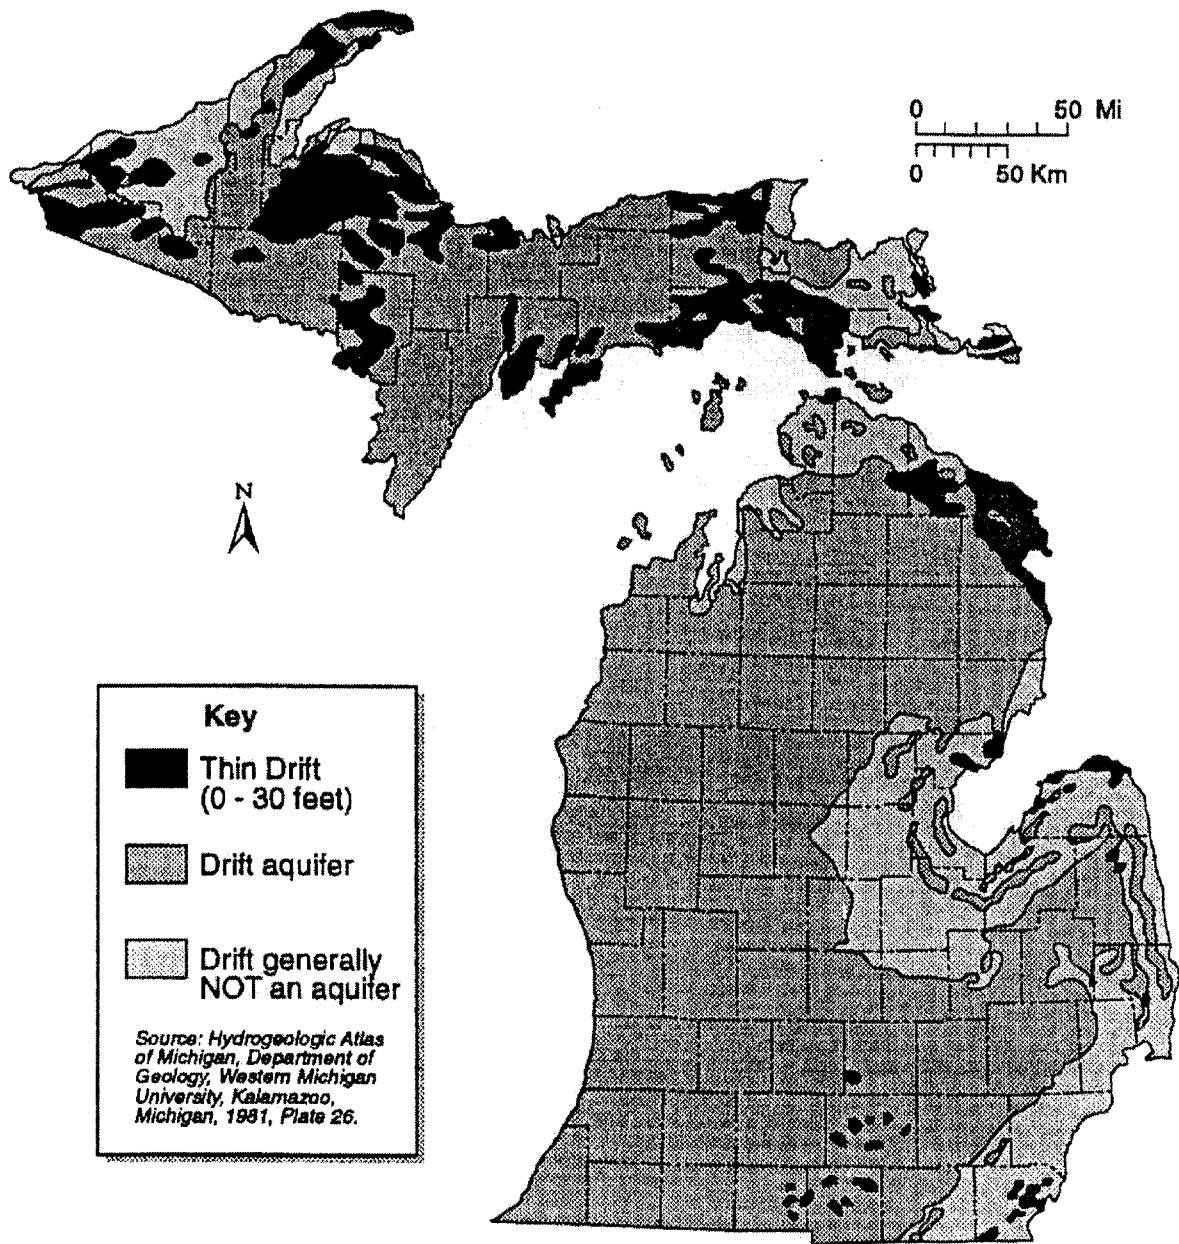 0 50 Mi
0 50 Km
N
Key
Thin Drift
(0 - 30 feet)
Drift aquifer
Drift generally
NOT an aquifer
Source: Hydrogeologic Atlas
of Michigan, Department of
Geology, Western Michigan
University, Kalamazoo,
Michigan, 1981, Plate 26.